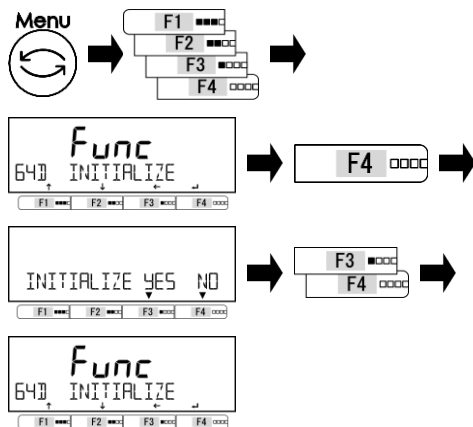 Menu
F1
F2
F3
F4
Func
64D INITIALIZE
F1 F2 F3 F4
F4
INITIALIZE YES NO
F1 F2 F3 F4
F3
F4
Func
64D INITIALIZE
F1 F2 F3 F4